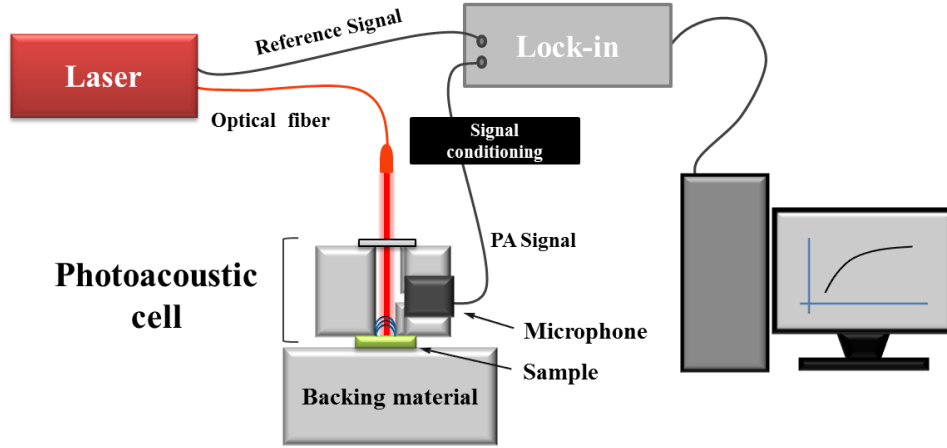 Reference Signal
Lock-in
Laser
Optical fiber
Signal
conditioning
PA Signal
Photoacoustic
cell
Microphone
Sample
Backing material